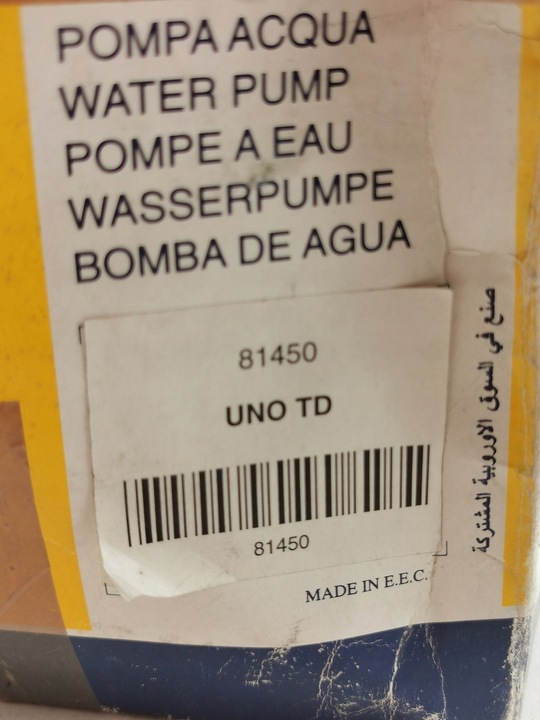 POMPA ACQUA
WATER PUMP
POMPE A EAU
WASSERPUMPE
BOMBA DE AGUA
81450
UNO TD
81450
MADE IN E.E.C.
صنع في السوق الاوروبية المشتركة